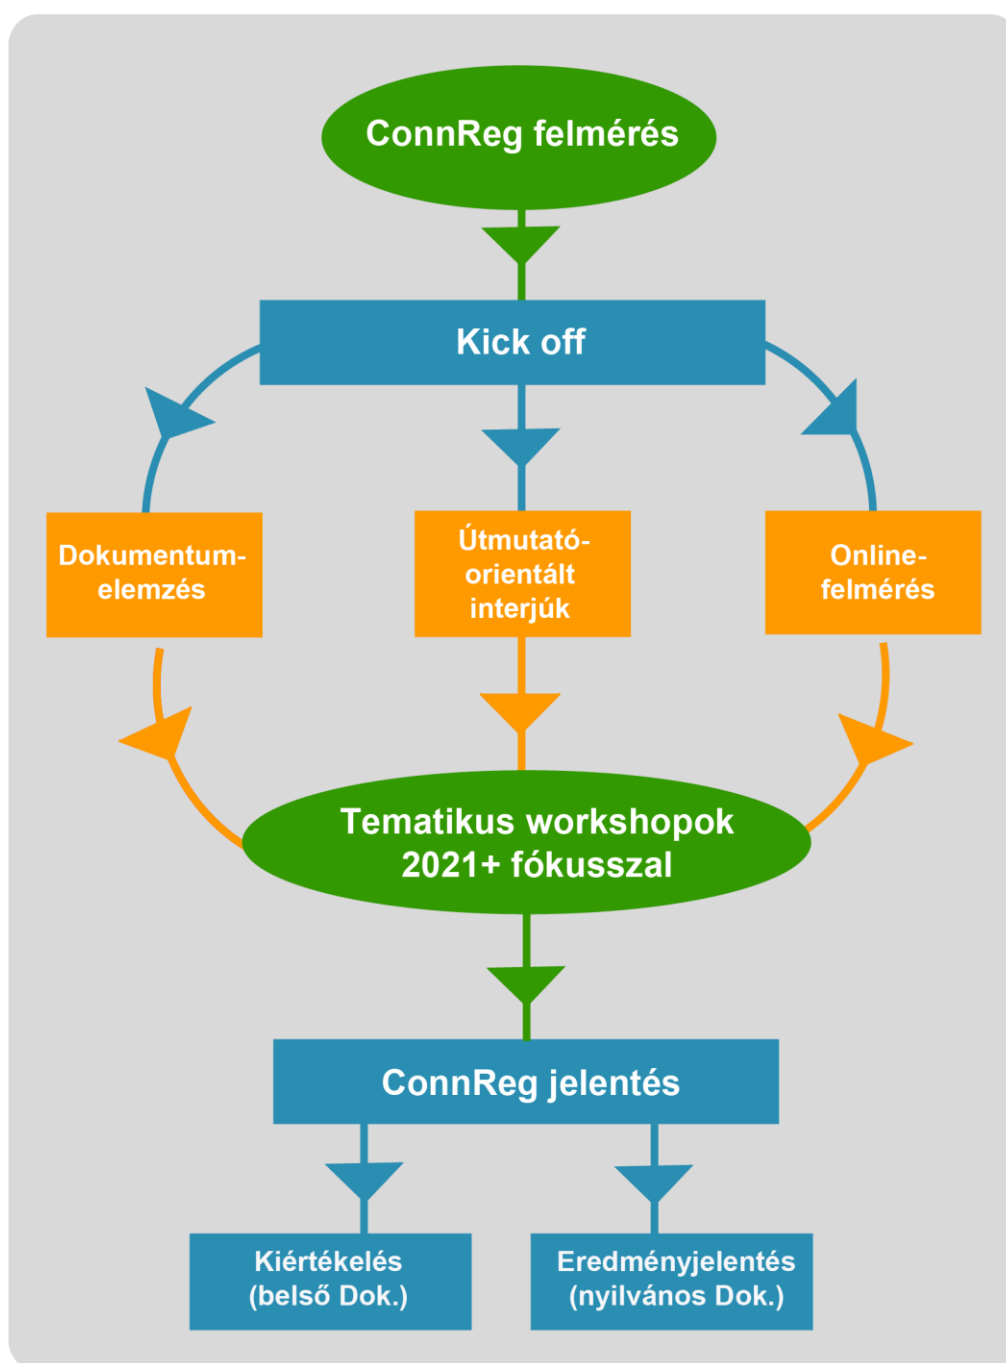 ConnReg felmérés
Kick off
Dokumentum-
elemzés
Útmutató-
orientált
interjúk
Online-
felmérés
Tematikus workshopok
2021+ fókusszal
ConnReg jelentés
Kiértékelés
(belső Dok.)
Eredményjelentés
(nyilvános Dok.)